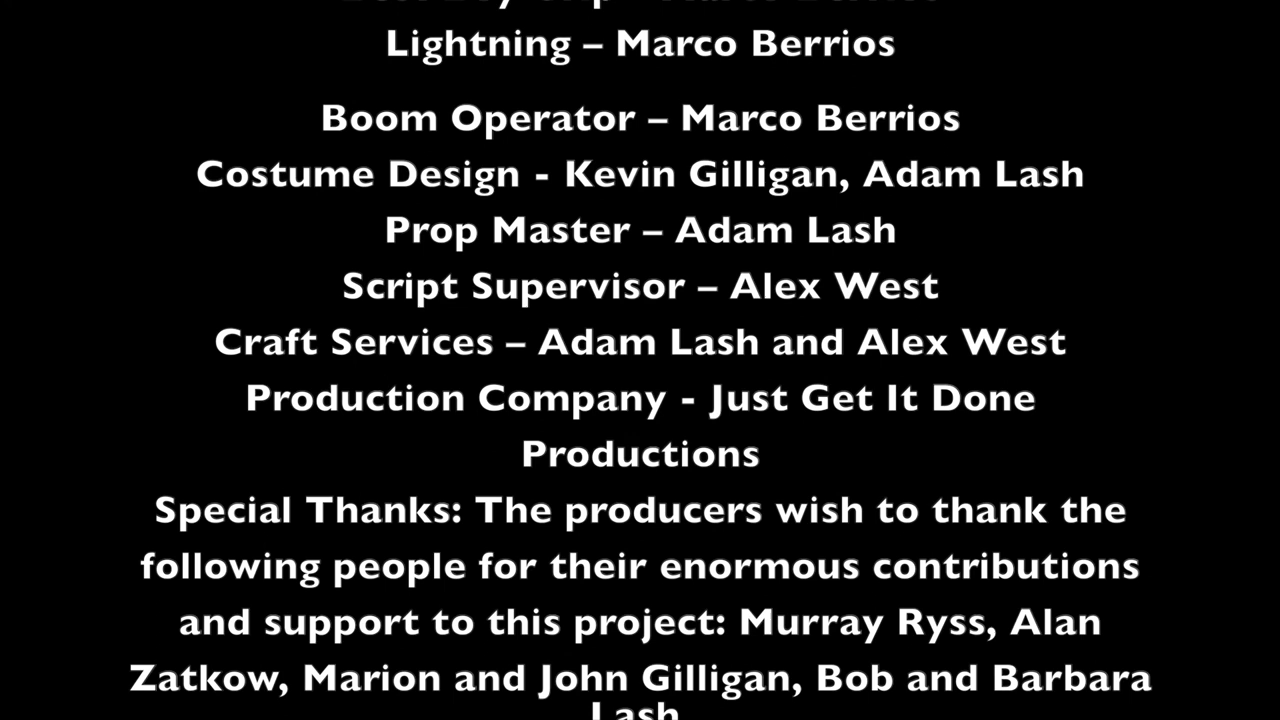 Lightning – Marco Berrios
Boom Operator – Marco Berrios
Costume Design - Kevin Gilligan, Adam Lash
Prop Master – Adam Lash
Script Supervisor – Alex West
Craft Services – Adam Lash and Alex West
Production Company - Just Get It Done
Productions
Special Thanks: The producers wish to thank the
following people for their enormous contributions
and support to this project: Murray Ryss, Alan
Zatkow, Marion and John Gilligan, Bob and Barbara
Lash